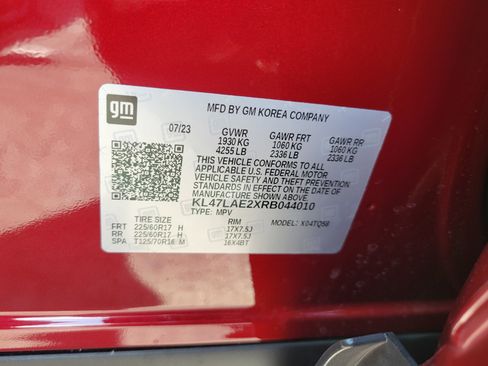 gm
MFD BY GM KOREA COMPANY
07/23 GVWR GAWR FRT GAWR RR
1930 KG 1060 KG 1060 KG
4255 LB 2336 LB 2336 LB
THIS VEHICLE CONFORMS TO ALL
APPLICABLE U.S. FEDERAL MOTOR
VEHICLE SAFETY AND THEFT
PREVENTION STANDARDS IN EFFECT ON
THE DATE OF MANUFACTURE SHOWN ABOVE
KL47LAE2XRB044010
TYPE: MPV MODEL: X04TQ58
TIRE SIZE RIM
FRT 225/60R17 H 17X7.5J
RR 225/60R17 H 17X7.5J
SPA T125/70R16 M 16X4BT